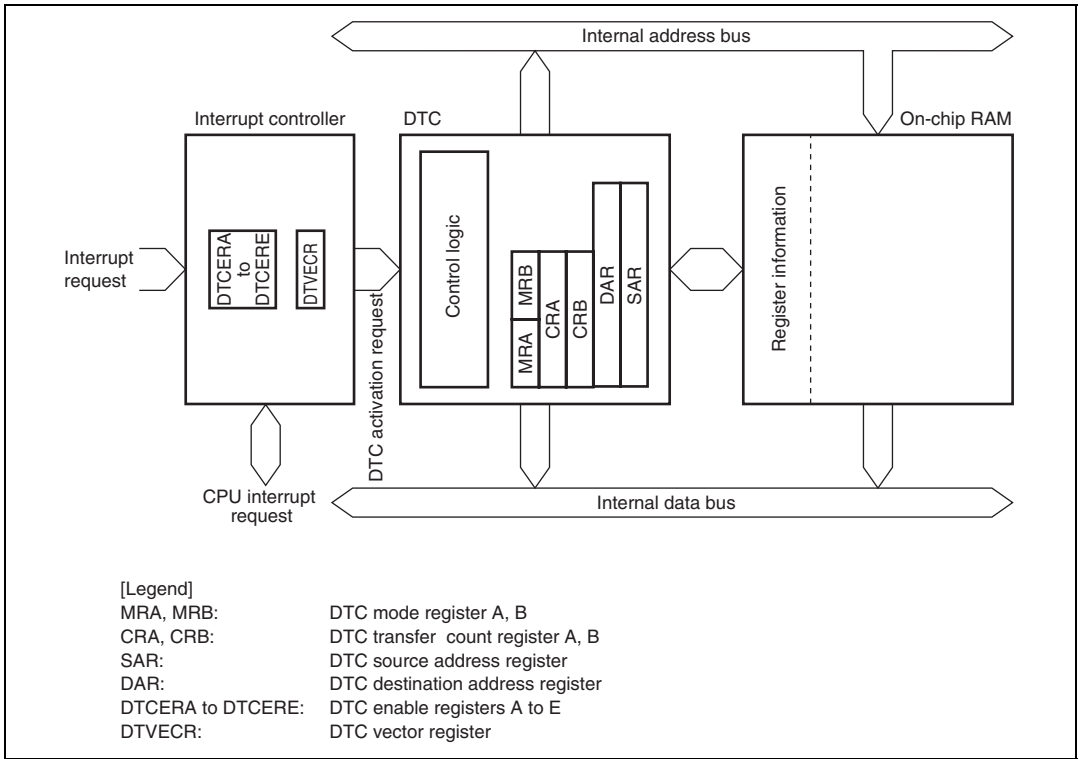 Internal address bus
Interrupt controller
DTC
On-chip RAM
Interrupt
request
DTCERA
to
DTCERE
DTVECR
DTC activation request
Control logic
MRA
MRB
CRA
CRB
DAR
SAR
Register information
CPU interrupt
request
Internal data bus
[Legend]
MRA, MRB: DTC mode register A, B
CRA, CRB: DTC transfer count register A, B
SAR: DTC source address register
DAR: DTC destination address register
DTCERA to DTCERE: DTC enable registers A to E
DTVECR: DTC vector register